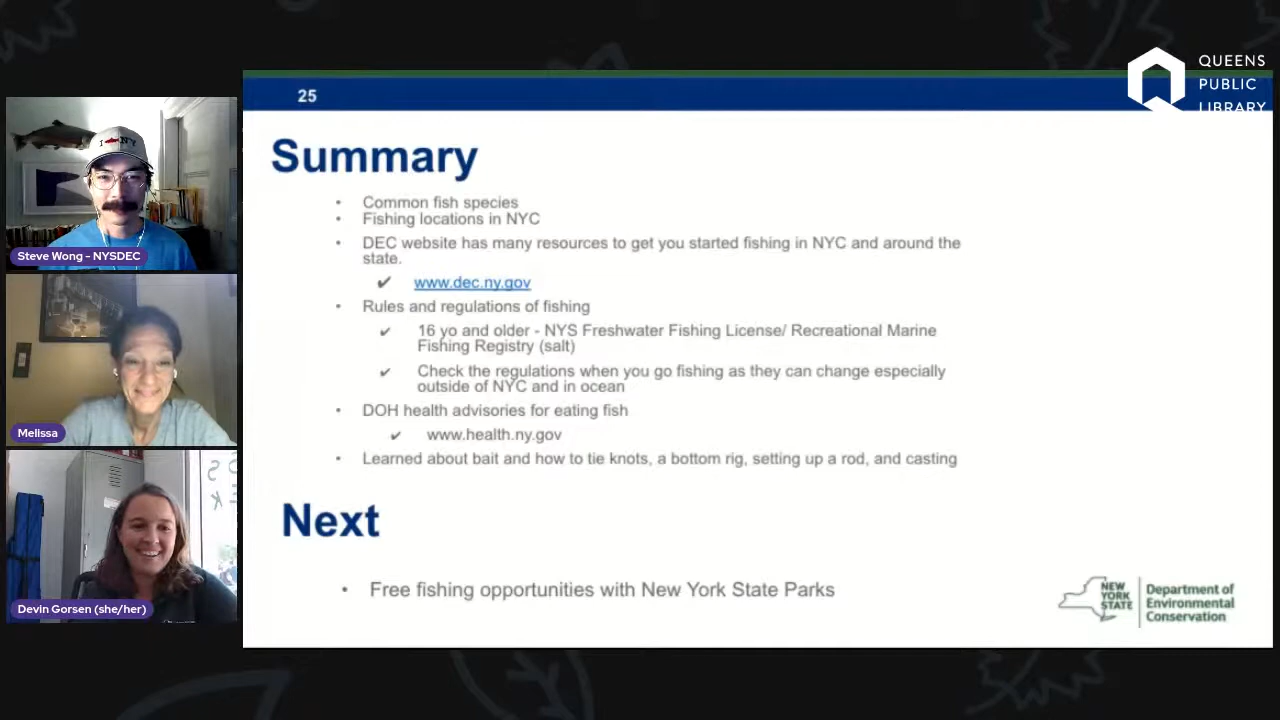 QUEENS
PUBLIC
LIBRARY
25
Summary
• Common fish species
• Fishing locations in NYC
• DEC website has many resources to get you started fishing in NYC and around the
state.
✔ www.dec.ny.gov
• Rules and regulations of fishing
✔ 16 yo and older - NYS Freshwater Fishing License/ Recreational Marine
Fishing Registry (salt)
✔ Check the regulations when you go fishing as they can change especially
outside of NYC and in ocean
• DOH health advisories for eating fish
✔ www.health.ny.gov
• Learned about bait and how to tie knots, a bottom rig, setting up a rod, and casting
Next
• Free fishing opportunities with New York State Parks
NEW
YORK
STATE
Department of
Environmental
Conservation
I NY
Steve Wong - NYSDEC
Melissa
Devin Gorsen (she/her)